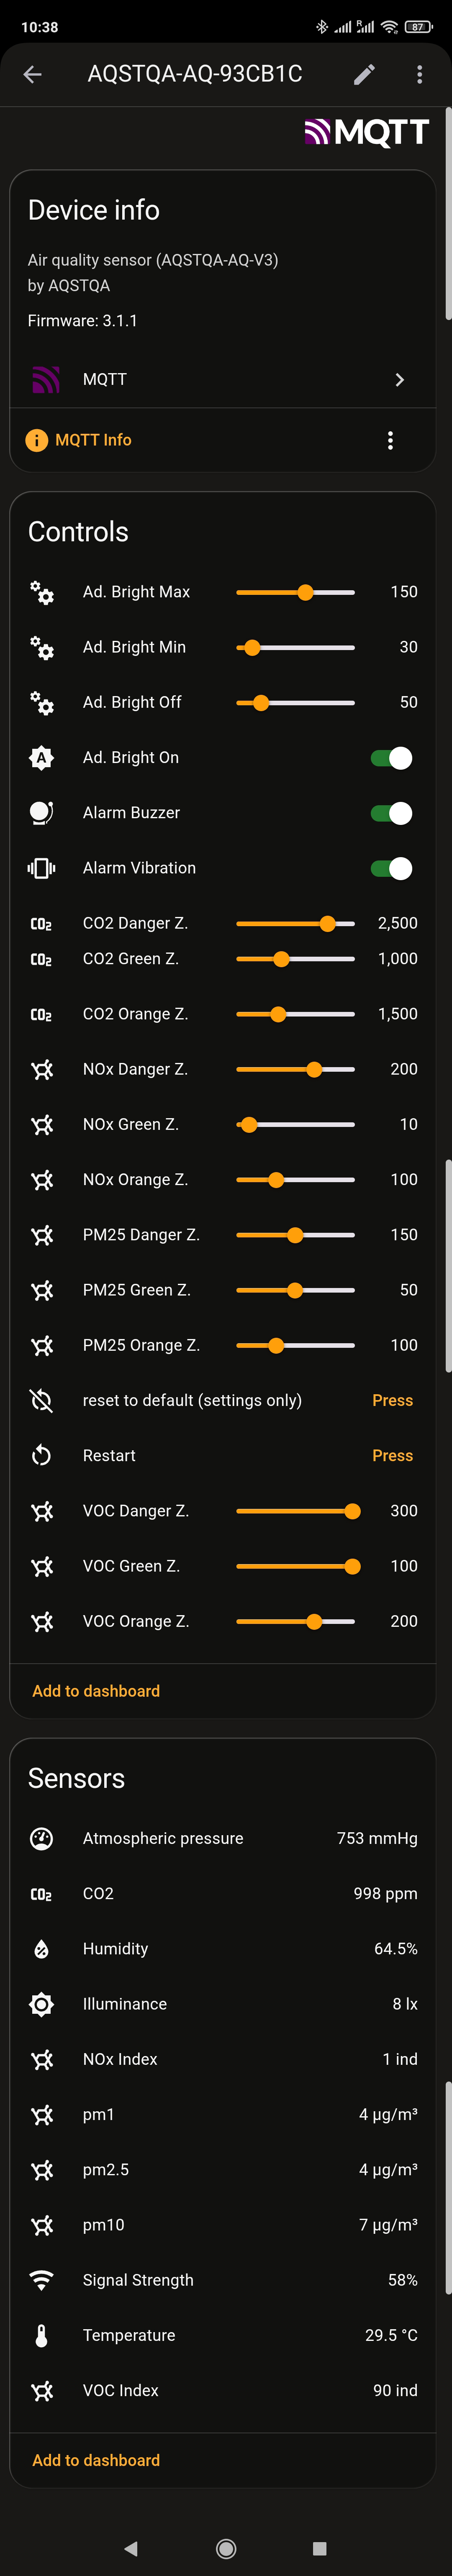 10:38
R
87
AQSTQA-AQ-93CB1C
MQTT
Device info
Air quality sensor (AQSTQA-AQ-V3)
by AQSTQA
Firmware: 3.1.1
MQTT
MQTT Info
Controls
Ad. Bright Max 150
Ad. Bright Min 30
Ad. Bright Off 50
A Ad. Bright On
Alarm Buzzer
Alarm Vibration
CO2 CO2 Danger Z. 2,500
CO2 CO2 Green Z. 1,000
CO2 CO2 Orange Z. 1,500
NOx Danger Z. 200
NOx Green Z. 10
NOx Orange Z. 100
PM25 Danger Z. 150
PM25 Green Z. 50
PM25 Orange Z. 100
reset to default (settings only) Press
Restart Press
VOC Danger Z. 300
VOC Green Z. 100
VOC Orange Z. 200
Add to dashboard
Sensors
Atmospheric pressure 753 mmHg
CO2 CO2 998 ppm
Humidity 64.5%
Illuminance 8 lx
NOx Index 1 ind
pm1 4 µg/m³
pm2.5 4 µg/m³
pm10 7 µg/m³
Signal Strength 58%
Temperature 29.5 °C
VOC Index 90 ind
Add to dashboard